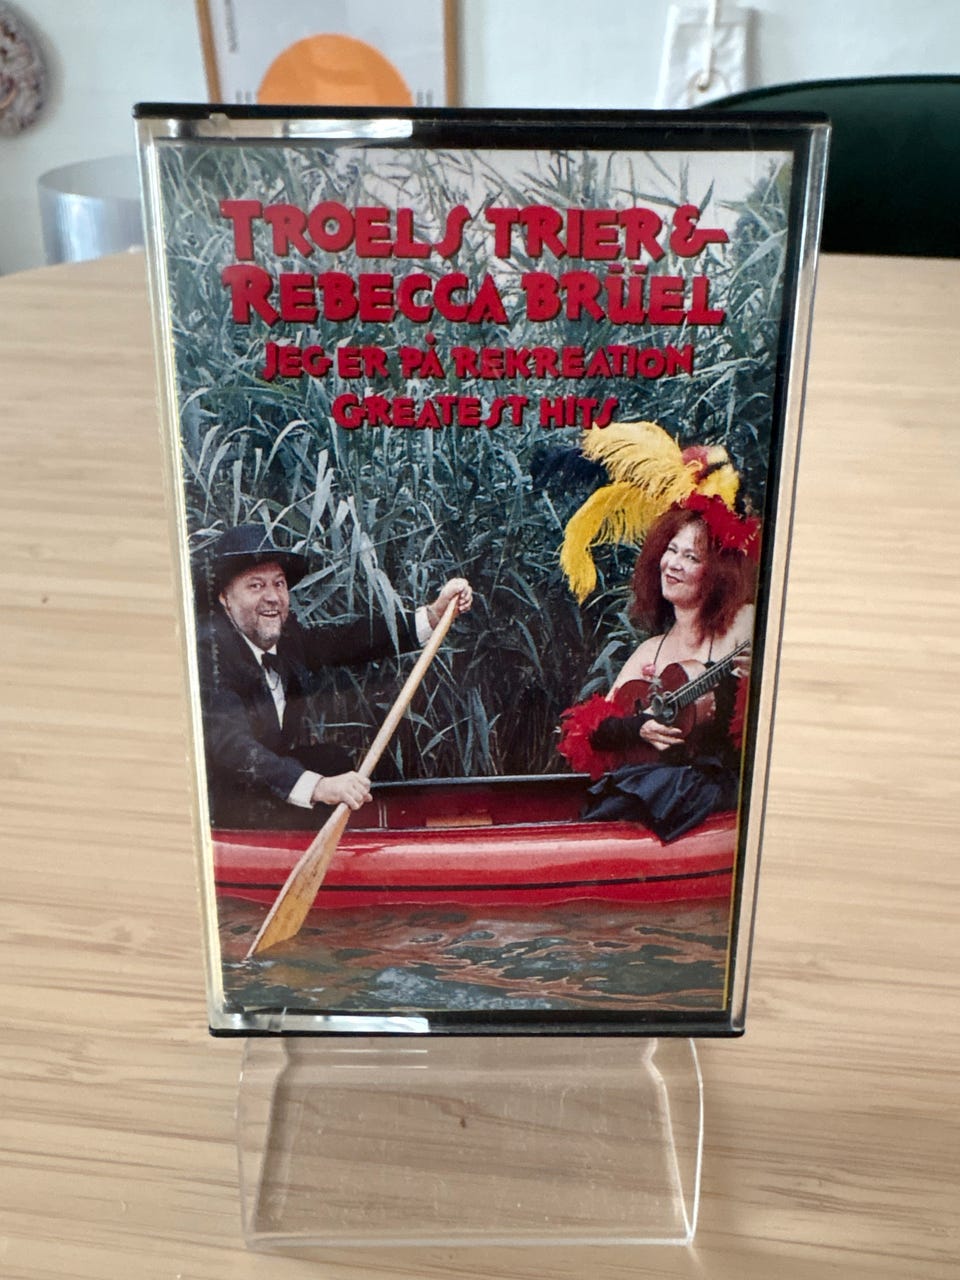 TROELS TRIER &
REBECCA BRÜEL
JEG ER PÅ REKREATION
GREATEST HITS